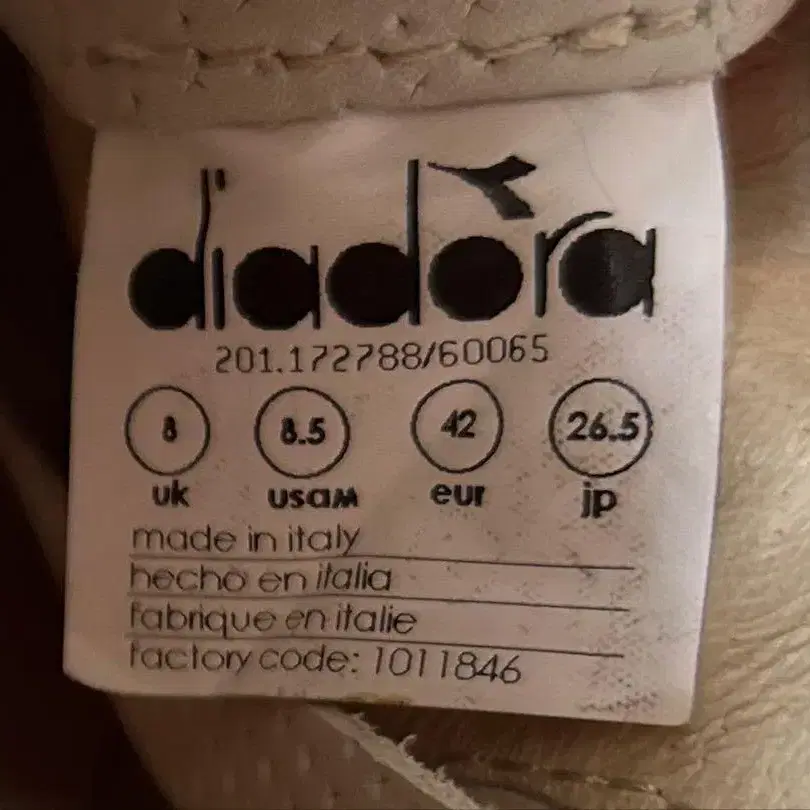 diadora
201.172788/60065
8 8.5 42 26.5
uk usam eur jp
made in italy
hecho en italia
fabrique en italie
factory code: 1011846